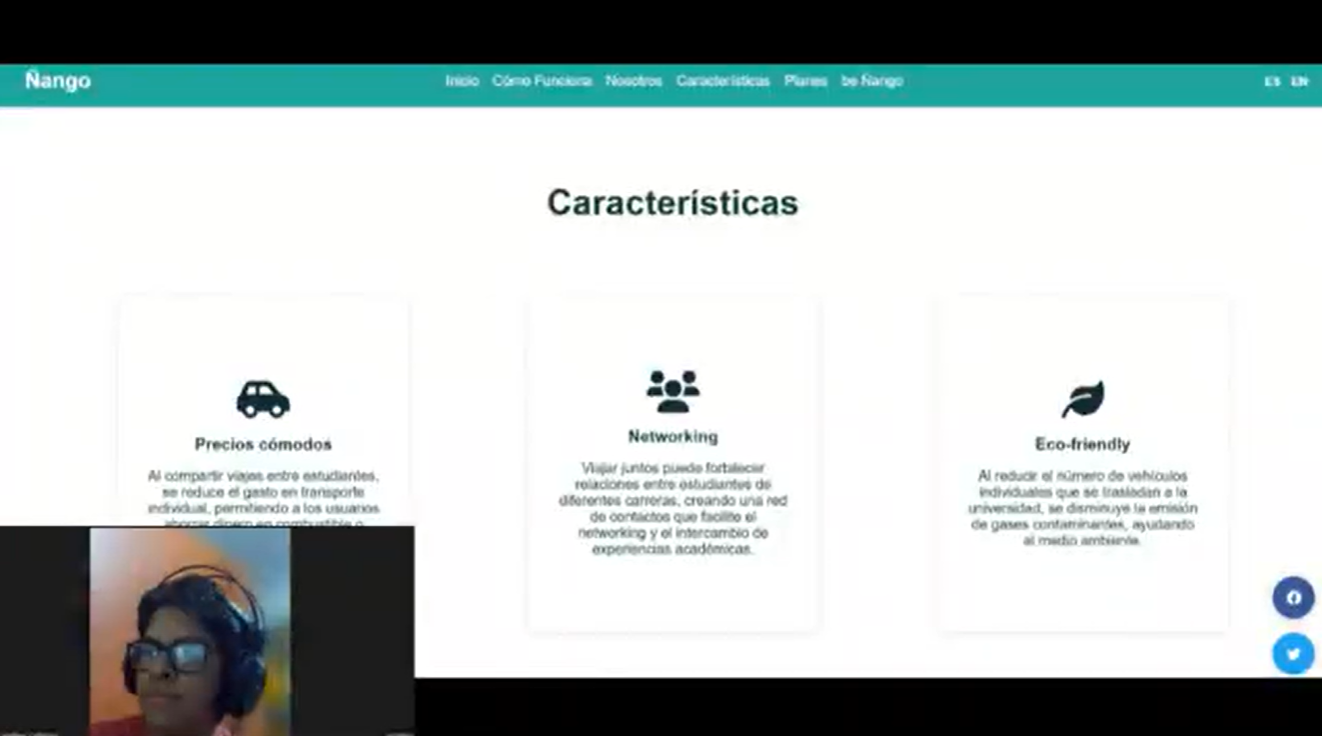 Ñango
Inicio Cómo Funciona Nosotros Características Planes be Ñango
ES EN
Características
Precios cómodos
Al compartir viajes entre estudiantes,
se reduce el gasto en transporte
individual, permitiendo a los usuarios
ahorrar dinero en combustible o
Networking
Viajar juntos puede fortalecer
relaciones entre estudiantes de
diferentes carreras, creando una red
de contactos que facilite el
networking y el intercambio de
experiencias académicas.
Eco-friendly
Al reducir el número de vehículos
individuales que se trasladan a la
universidad, se disminuye la emisión
de gases contaminantes, ayudando
al medio ambiente.